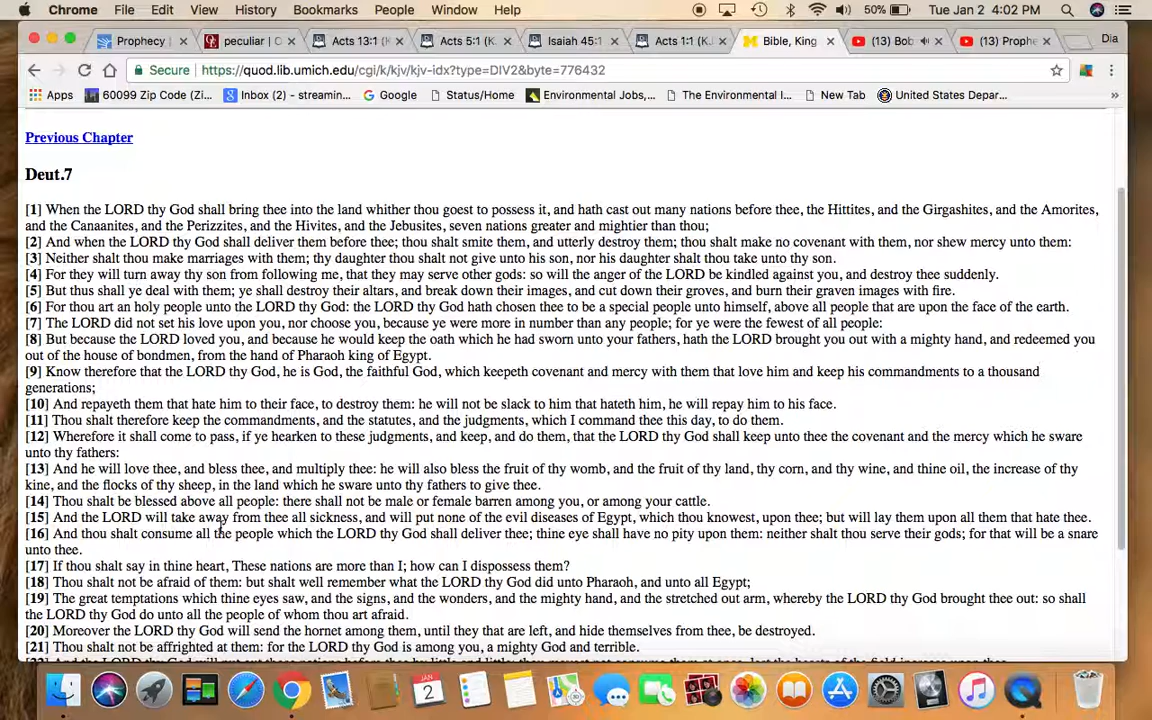 Chrome File Edit View History Bookmarks People Window Help 50% Tue Jan 2 4:02 PM
Prophecy peculiar | C Acts 13:1 (K. Acts 5:1 (K. Isaiah 45:1 Acts 1:1 (K.J Bible, King (13) Bob (13) Prophe Dia
Secure https://quod.lib.umich.edu/cgi/k/kjv/kjv-idx?type=DIV2&byte=776432
Apps 60099 Zip Code (Zi... Inbox (2) - streamin... Google Status/Home Environmental Jobs,... The Environmental I... New Tab United States Depar... »
Previous Chapter
Deut.7
[1] When the LORD thy God shall bring thee into the land whither thou goest to possess it, and hath cast out many nations before thee, the Hittites, and the Girgashites, and the Amorites,
and the Canaanites, and the Perizzites, and the Hivites, and the Jebusites, seven nations greater and mightier than thou;
[2] And when the LORD thy God shall deliver them before thee; thou shalt smite them, and utterly destroy them; thou shalt make no covenant with them, nor shew mercy unto them:
[3] Neither shalt thou make marriages with them; thy daughter thou shalt not give unto his son, nor his daughter shalt thou take unto thy son.
[4] For they will turn away thy son from following me, that they may serve other gods: so will the anger of the LORD be kindled against you, and destroy thee suddenly.
[5] But thus shall ye deal with them; ye shall destroy their altars, and break down their images, and cut down their groves, and burn their graven images with fire.
[6] For thou art an holy people unto the LORD thy God: the LORD thy God hath chosen thee to be a special people unto himself, above all people that are upon the face of the earth.
[7] The LORD did not set his love upon you, nor choose you, because ye were more in number than any people; for ye were the fewest of all people:
[8] But because the LORD loved you, and because he would keep the oath which he had sworn unto your fathers, hath the LORD brought you out with a mighty hand, and redeemed you
out of the house of bondmen, from the hand of Pharaoh king of Egypt.
[9] Know therefore that the LORD thy God, he is God, the faithful God, which keepeth covenant and mercy with them that love him and keep his commandments to a thousand
generations;
[10] And repayeth them that hate him to their face, to destroy them: he will not be slack to him that hateth him, he will repay him to his face.
[11] Thou shalt therefore keep the commandments, and the statutes, and the judgments, which I command thee this day, to do them.
[12] Wherefore it shall come to pass, if ye hearken to these judgments, and keep, and do them, that the LORD thy God shall keep unto thee the covenant and the mercy which he sware
unto thy fathers:
[13] And he will love thee, and bless thee, and multiply thee: he will also bless the fruit of thy womb, and the fruit of thy land, thy corn, and thy wine, and thine oil, the increase of thy
kine, and the flocks of thy sheep, in the land which he sware unto thy fathers to give thee.
[14] Thou shalt be blessed above all people: there shall not be male or female barren among you, or among your cattle.
[15] And the LORD will take away from thee all sickness, and will put none of the evil diseases of Egypt, which thou knowest, upon thee; but will lay them upon all them that hate thee.
[16] And thou shalt consume all the people which the LORD thy God shall deliver thee; thine eye shall have no pity upon them: neither shalt thou serve their gods; for that will be a snare
unto thee.
[17] If thou shalt say in thine heart, These nations are more than I; how can I dispossess them?
[18] Thou shalt not be afraid of them: but shalt well remember what the LORD thy God did unto Pharaoh, and unto all Egypt;
[19] The great temptations which thine eyes saw, and the signs, and the wonders, and the mighty hand, and the stretched out arm, whereby the LORD thy God brought thee out: so shall
the LORD thy God do unto all the people of whom thou art afraid.
[20] Moreover the LORD thy God will send the hornet among them, until they that are left, and hide themselves from thee, be destroyed.
[21] Thou shalt not be affrighted at them: for the LORD thy God is among you, a mighty God and terrible.